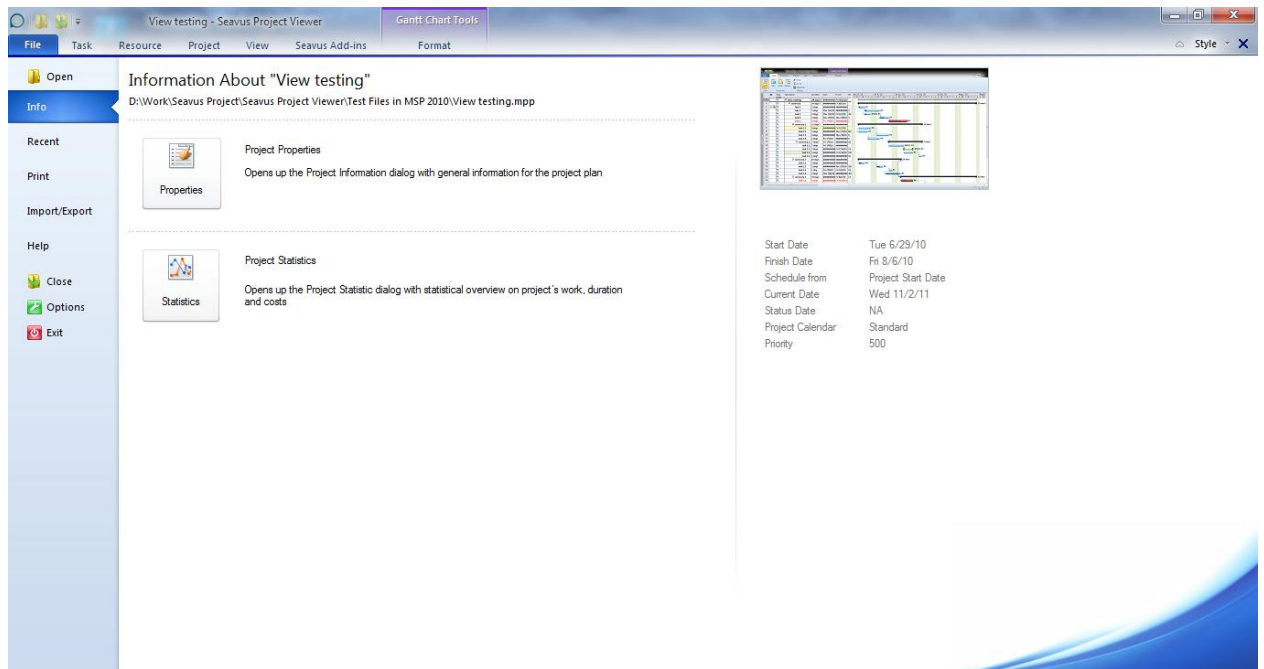 View testing - Seavus Project Viewer
Gantt Chart Tools
File Task Resource Project View Seavus Add-ins Format Style
Open
Info
Recent
Print
Import/Export
Help
Close
Options
Exit
Information About "View testing"
D:\Work\Seavus Project\Seavus Project Viewer\Test Files in MSP 2010\View testing.mpp
Properties
Project Properties
Opens up the Project Information dialog with general information for the project plan
Statistics
Project Statistics
Opens up the Project Statistic dialog with statistical overview on project's work, duration
and costs
Start Date Tue 6/29/10
Finish Date Fri 8/6/10
Schedule from Project Start Date
Current Date Wed 11/2/11
Status Date NA
Project Calendar Standard
Priority 500